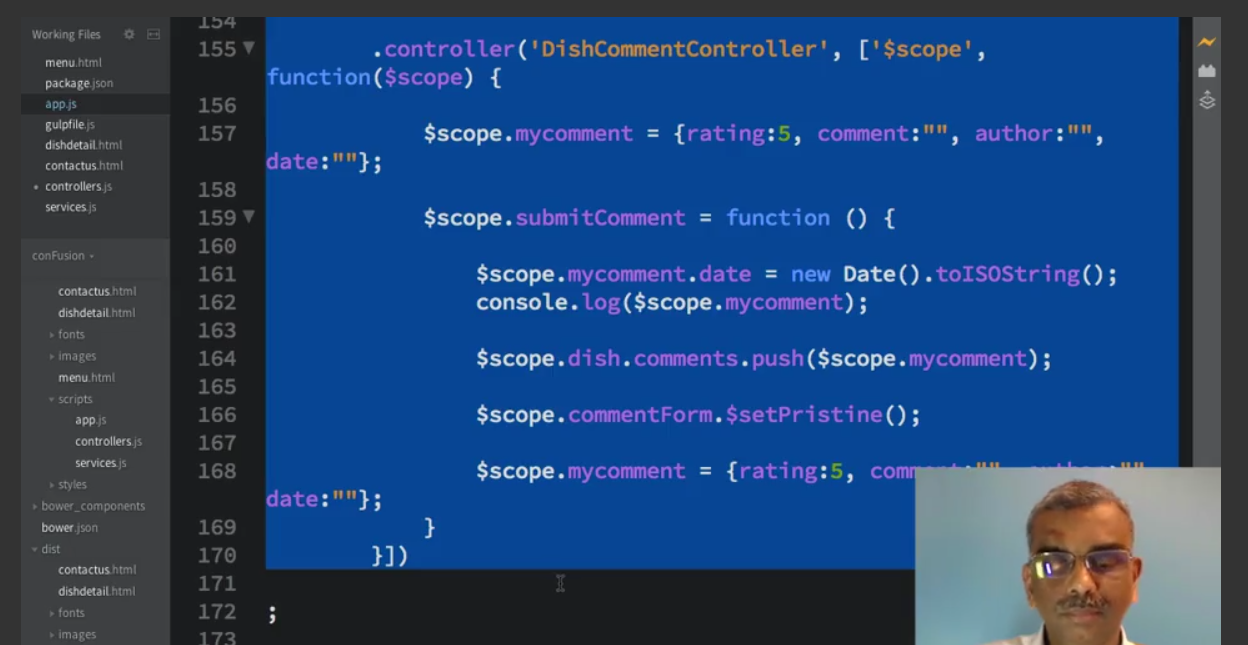 Working Files
menu.html
package.json
app.js
gulpfile.js
dishdetail.html
contactus.html
controllers.js
services.js
conFusion
contactus.html
dishdetail.html
fonts
images
menu.html
scripts
app.js
controllers.js
services.js
styles
bower_components
bower.json
dist
contactus.html
dishdetail.html
fonts
images
154
155 .controller('DishCommentController', ['$scope',
function($scope) {
156
157 $scope.mycomment = {rating:5, comment:"", author:"",
date:""};
158
159 $scope.submitComment = function () {
160
161 $scope.mycomment.date = new Date().toISOString();
162 console.log($scope.mycomment);
163
164 $scope.dish.comments.push($scope.mycomment);
165
166 $scope.commentForm.$setPristine();
167
168 $scope.mycomment = {rating:5,
date:""};
169 }
170 }])
171
172 ;
173